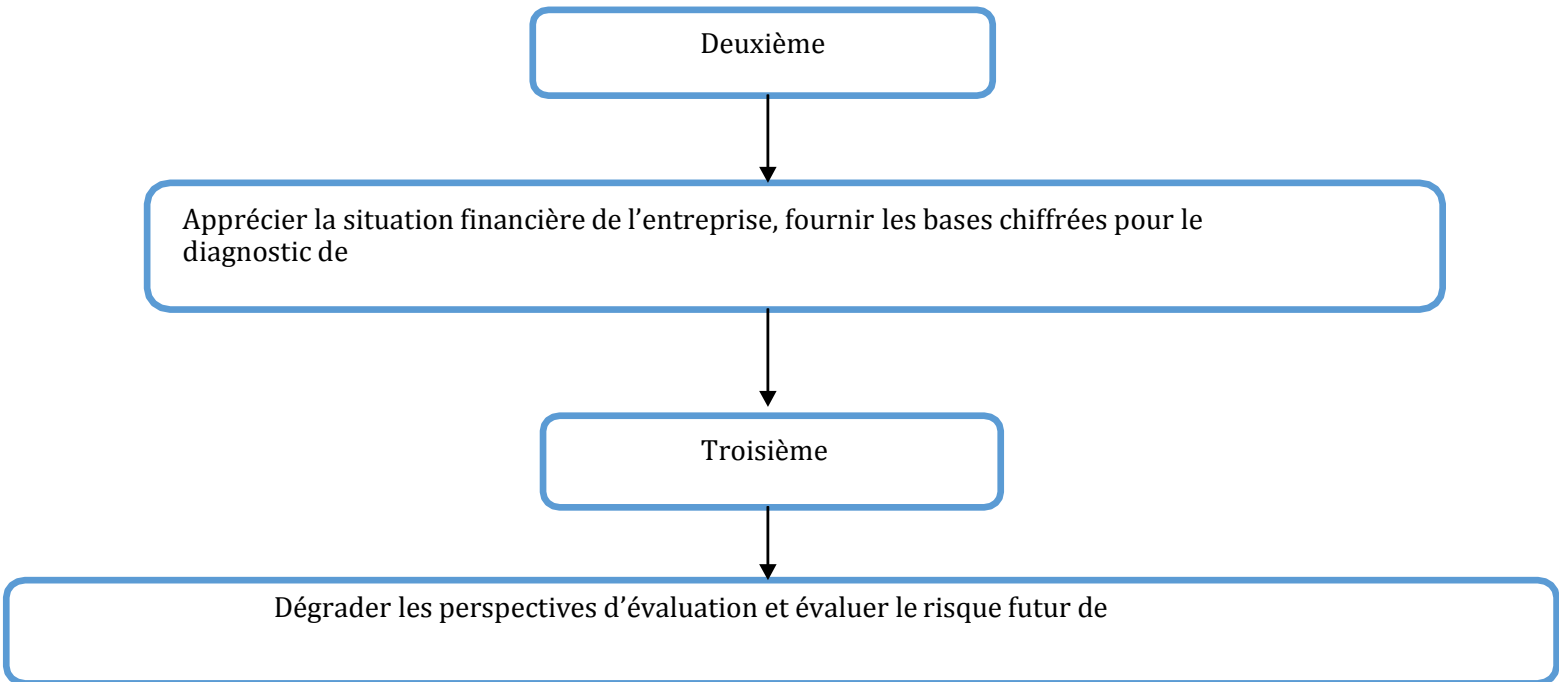 Deuxième
Apprécier la situation financière de l’entreprise, fournir les bases chiffrées pour le
diagnostic de
Troisième
Dégrader les perspectives d’évaluation et évaluer le risque futur de